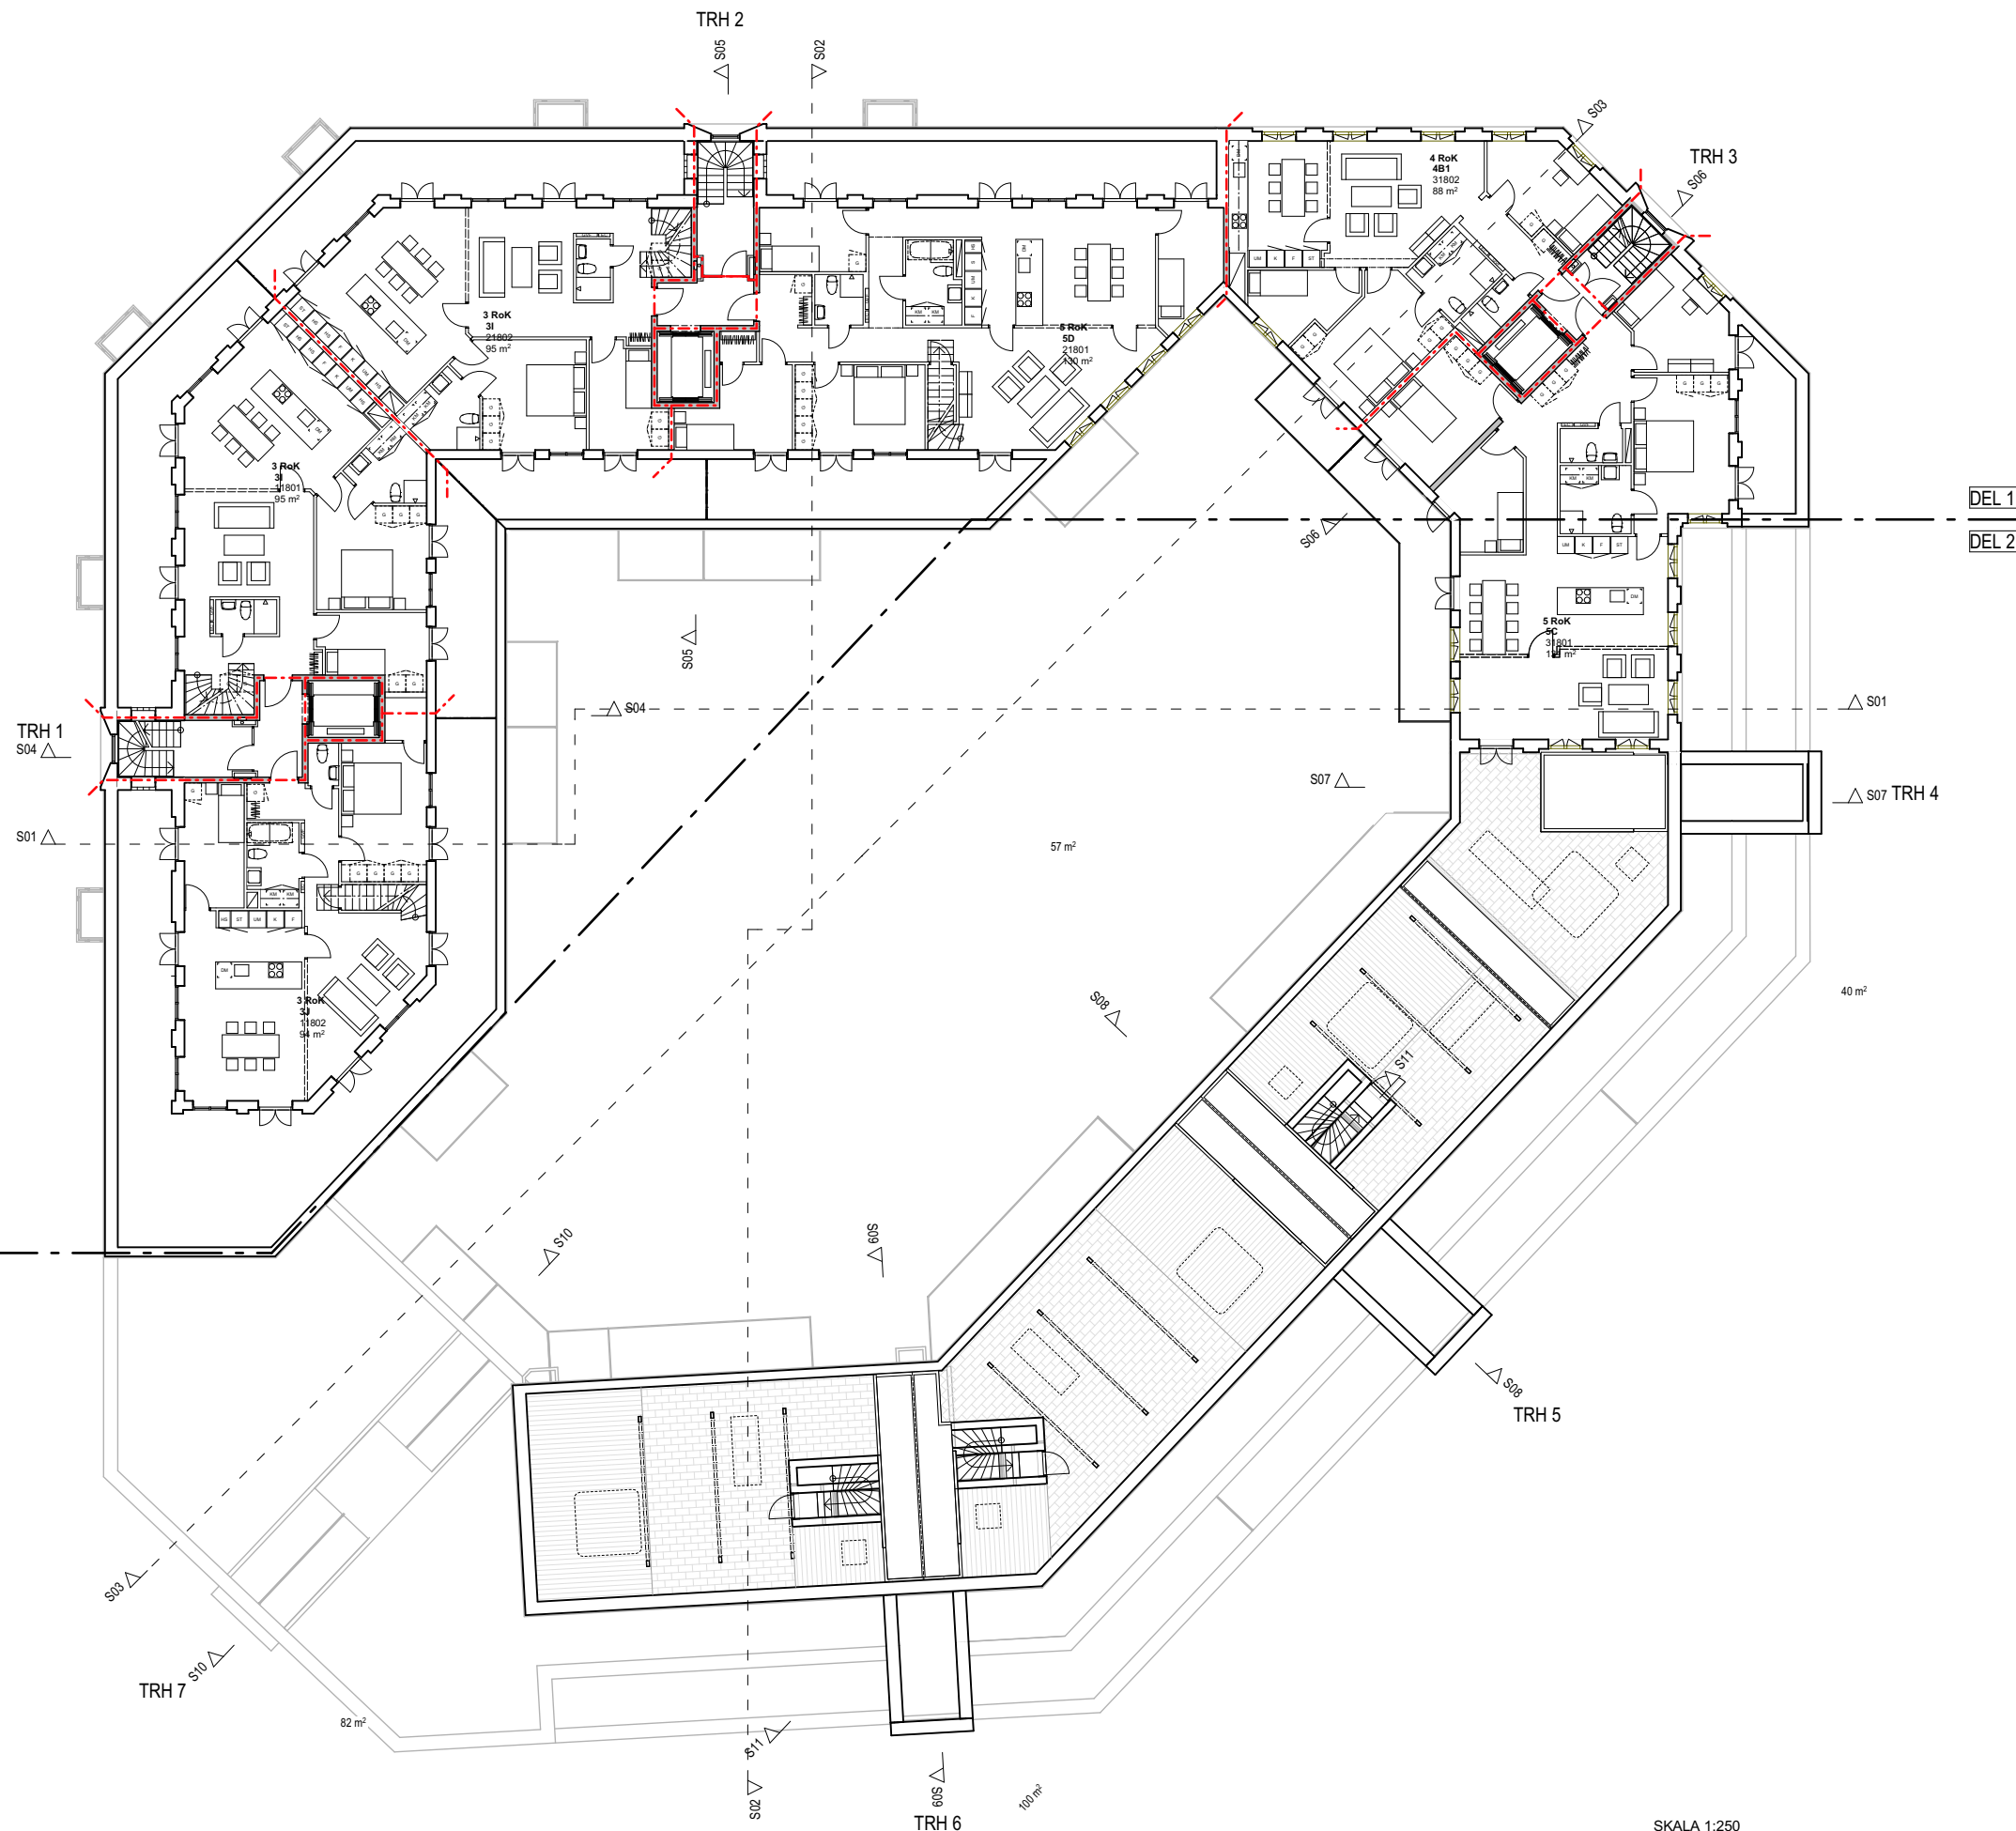 TRH 2
S05
S02
S03
TRH 3
S06
4 RoK
4B1
31802
88 m²
3 RoK
3I
21802
95 m²
5 RoK
5D
21801
3 RoK
3I
11801
95 m²
DEL 1
DEL 2
S06
S05
5 RoK
5C
31801
S04
S01
TRH 1
S04
S07
S07 TRH 4
S01
57 m²
40 m²
S08
3 RoK
3J
11802
94 m²
S11
S10
S09
S03
S08
TRH 5
S10
TRH 7
82 m²
S11
S02
S09
100 m²
TRH 6
SKALA 1:250